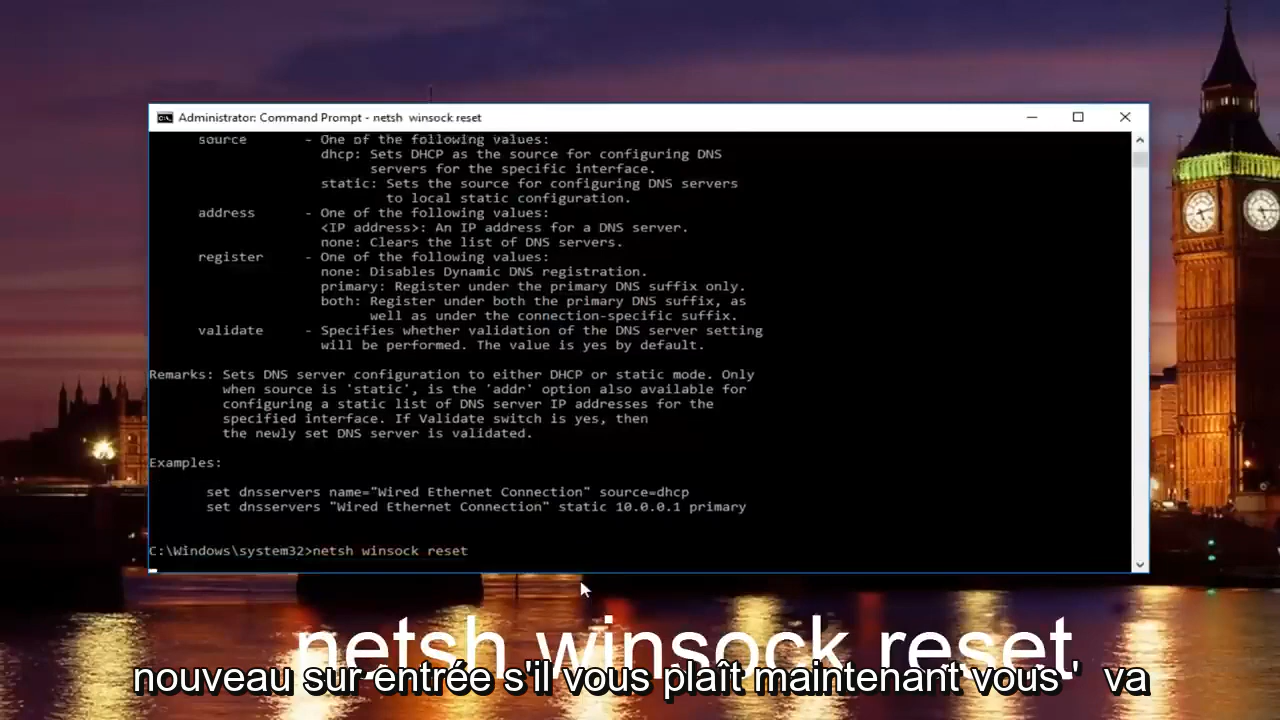 Administrator: Command Prompt - netsh  winsock reset
source - One of the following values:
dhcp: Sets DHCP as the source for configuring DNS
servers for the specific interface.
static: Sets the source for configuring DNS servers
to local static configuration.
address - One of the following values:
<IP address>: An IP address for a DNS server.
none: Clears the list of DNS servers.
register - One of the following values:
none: Disables Dynamic DNS registration.
primary: Register under the primary DNS suffix only.
both: Register under both the primary DNS suffix, as
well as under the connection-specific suffix.
validate - Specifies whether validation of the DNS server setting
will be performed. The value is yes by default.
Remarks: Sets DNS server configuration to either DHCP or static mode. Only
when source is 'static', is the 'addr' option also available for
configuring a static list of DNS server IP addresses for the
specified interface. If Validate switch is yes, then
the newly set DNS server is validated.
Examples:
set dnsservers name="Wired Ethernet Connection" source=dhcp
set dnsservers "Wired Ethernet Connection" static 10.0.0.1 primary
C:\Windows\system32>netsh winsock reset
netsh winsock reset
nouveau sur entrée s'il vous plaît maintenant vous ' va